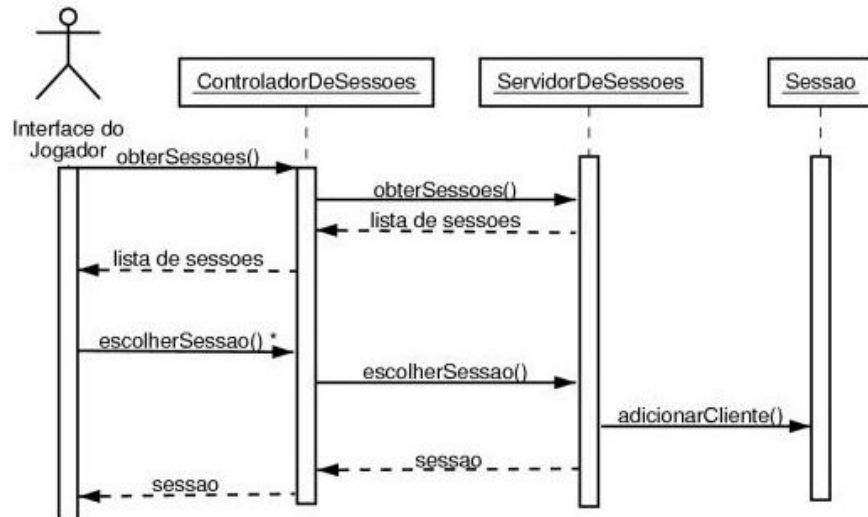 ControladorDeSessoes
ServidorDeSessoes
Sessao
Interface do
Jogador
obterSessoes()
obterSessoes()
lista de sessoes
lista de sessoes
escolherSessao() *
escolherSessao()
adicionarCliente()
sessao
sessao